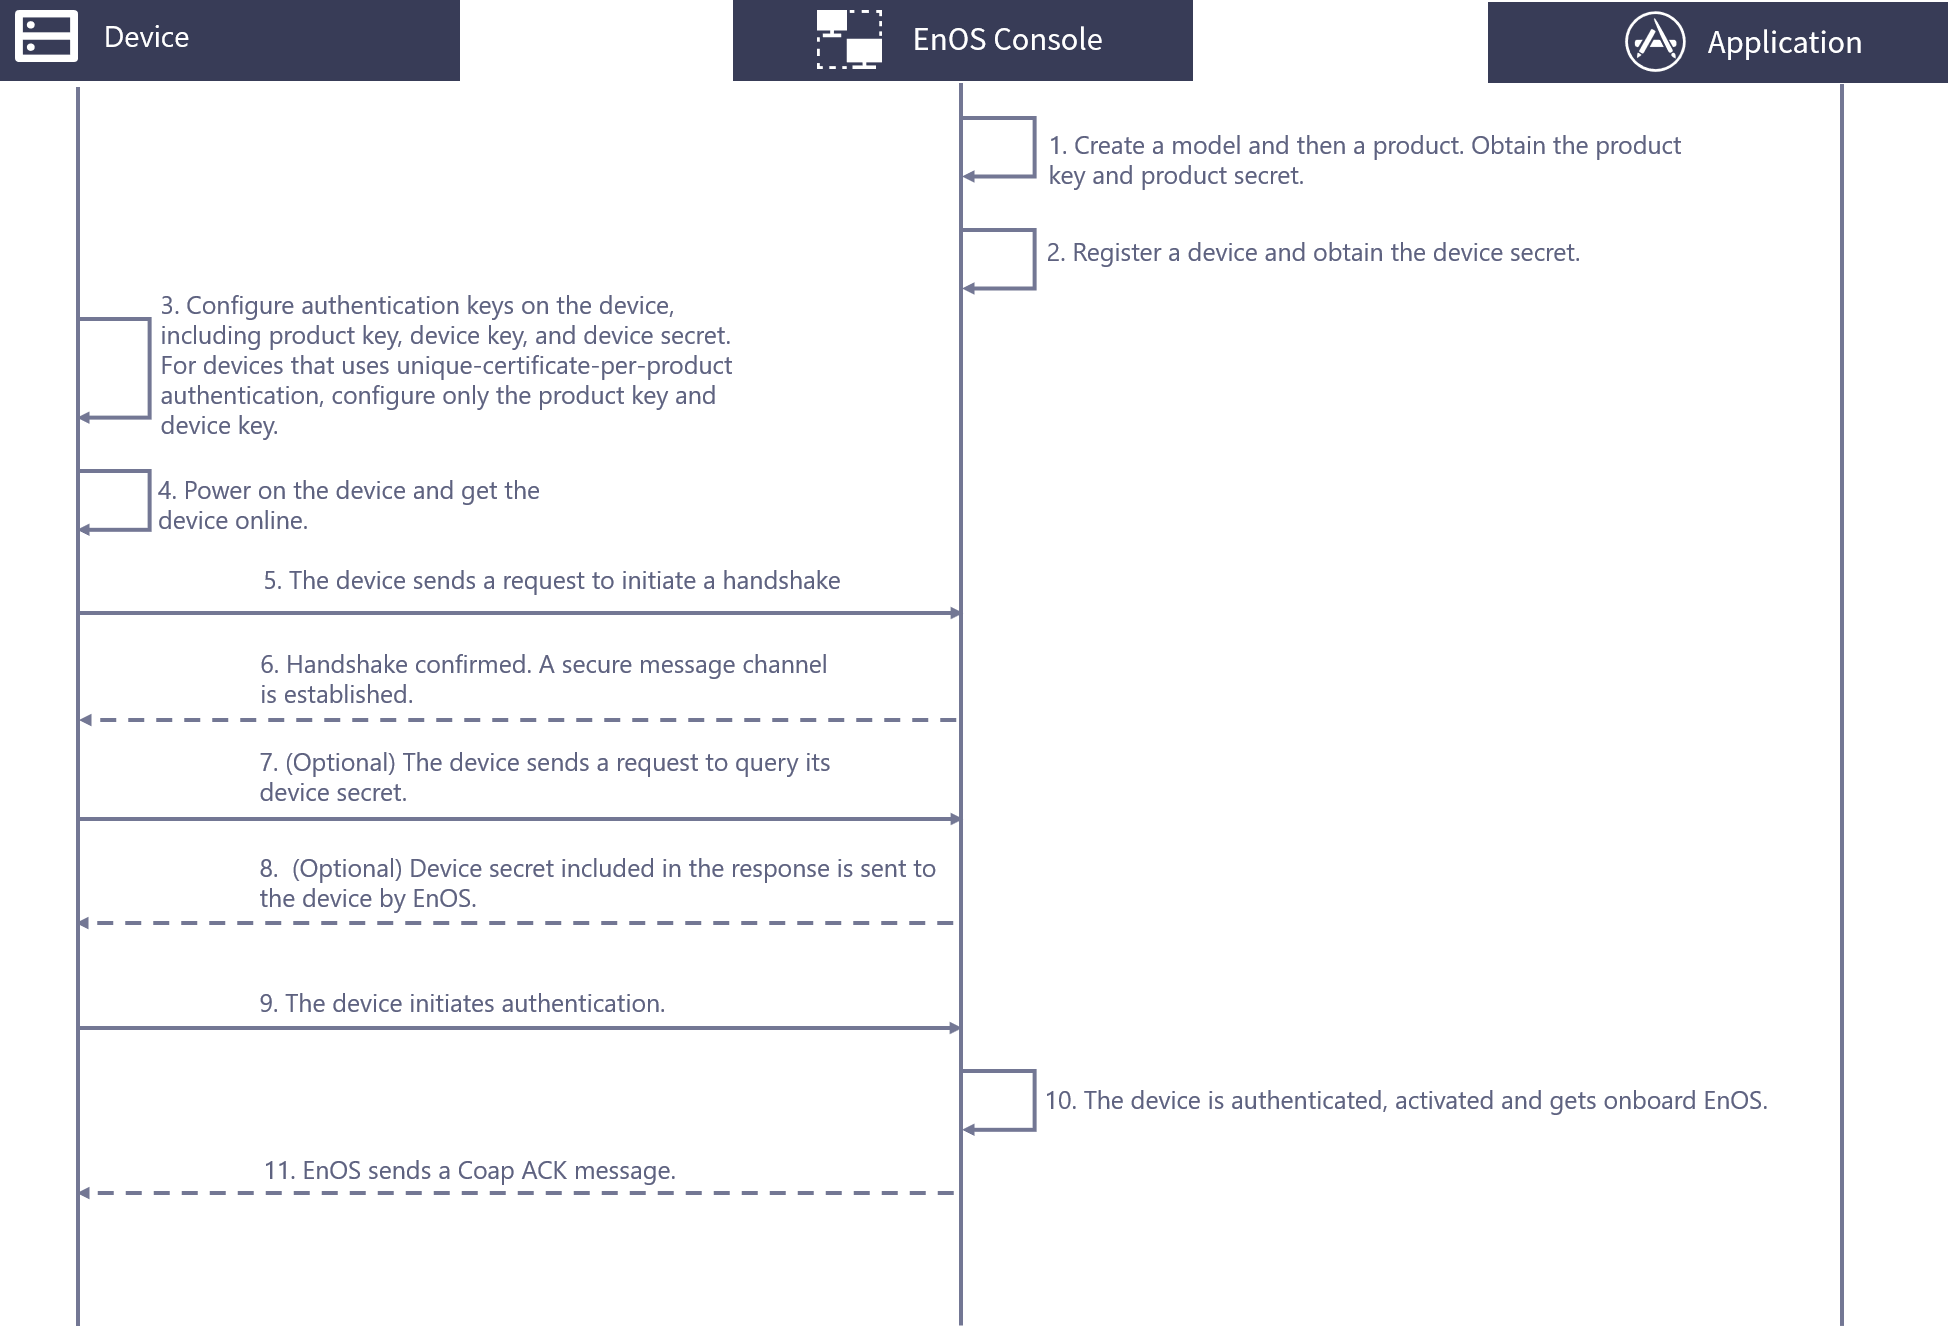 Device
EnOS Console
Application
1. Create a model and then a product. Obtain the product
key and product secret.
2. Register a device and obtain the device secret.
3. Configure authentication keys on the device,
including product key, device key, and device secret.
For devices that uses unique-certificate-per-product
authentication, configure only the product key and
device key.
4. Power on the device and get the
device online.
5. The device sends a request to initiate a handshake
6. Handshake confirmed. A secure message channel
is established.
7. (Optional) The device sends a request to query its
device secret.
8.  (Optional) Device secret included in the response is sent to
the device by EnOS.
9. The device initiates authentication.
10. The device is authenticated, activated and gets onboard EnOS.
11. EnOS sends a Coap ACK message.